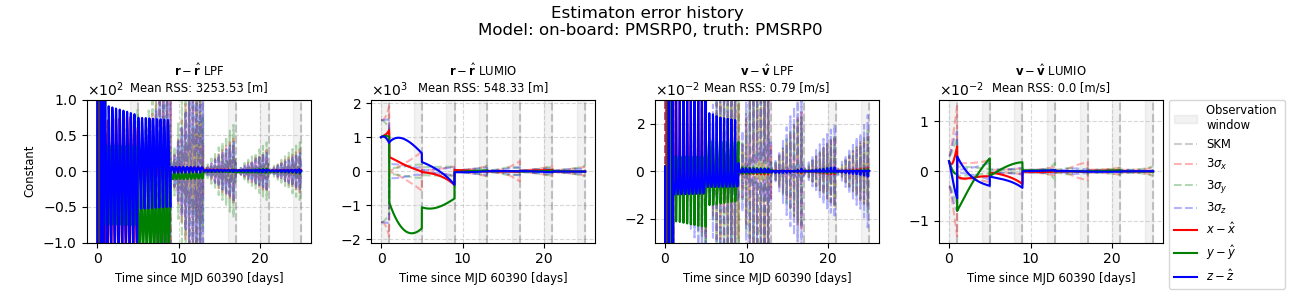 Estimaton error history
Model: on-board: PMSRP0, truth: PMSRP0
r − r̂ LPF
×10² Mean RSS: 3253.53 [m]
1.0
0.5
0.0
−0.5
−1.0
Constant
0 10 20
Time since MJD 60390 [days]
r − r̂ LUMIO
×10³ Mean RSS: 548.33 [m]
2
1
0
−1
−2
0 10 20
Time since MJD 60390 [days]
v − v̂ LPF
×10⁻² Mean RSS: 0.79 [m/s]
2
0
−2
0 10 20
Time since MJD 60390 [days]
v − v̂ LUMIO
×10⁻² Mean RSS: 0.0 [m/s]
1
0
−1
0 10 20
Time since MJD 60390 [days]
Observation
window
SKM
3σₓ
3σᵧ
3σ_z
x − x̂
y − ŷ
z − ẑ